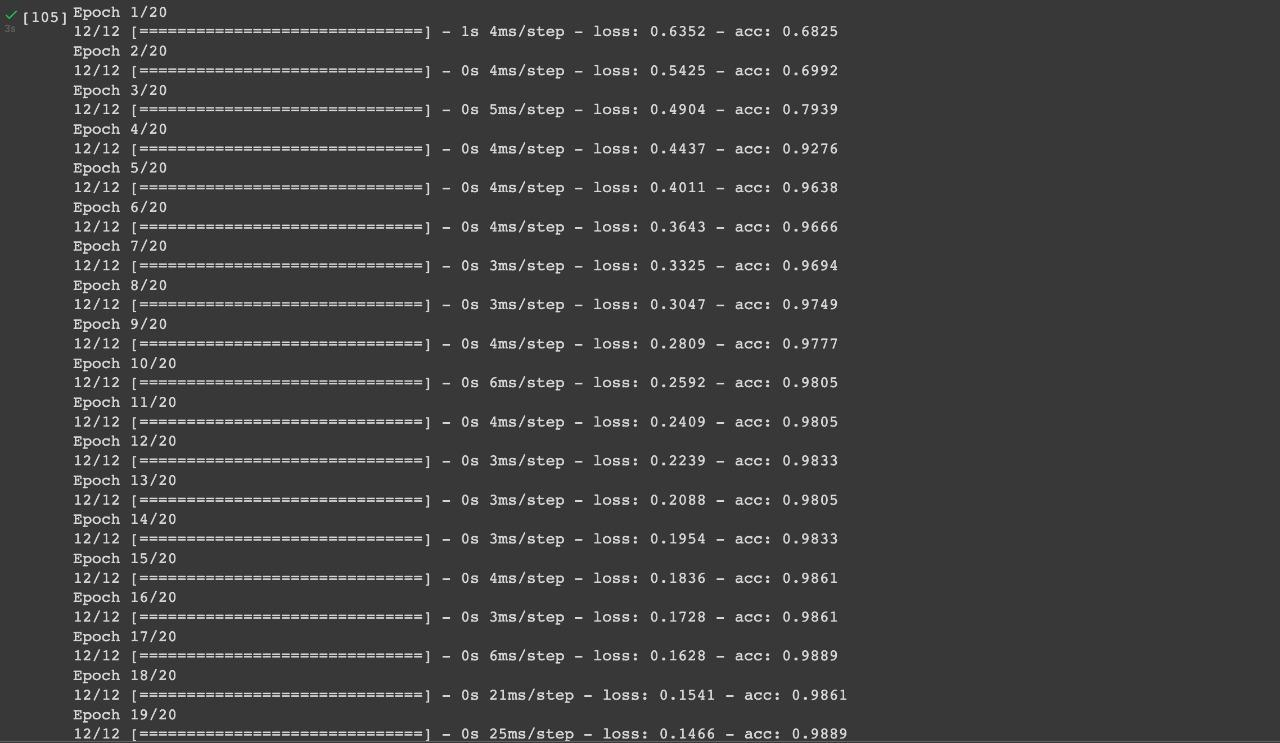 [105] Epoch 1/20
3s 12/12 [==============================] - 1s 4ms/step - loss: 0.6352 - acc: 0.6825
Epoch 2/20
12/12 [==============================] - 0s 4ms/step - loss: 0.5425 - acc: 0.6992
Epoch 3/20
12/12 [==============================] - 0s 5ms/step - loss: 0.4904 - acc: 0.7939
Epoch 4/20
12/12 [==============================] - 0s 4ms/step - loss: 0.4437 - acc: 0.9276
Epoch 5/20
12/12 [==============================] - 0s 4ms/step - loss: 0.4011 - acc: 0.9638
Epoch 6/20
12/12 [==============================] - 0s 4ms/step - loss: 0.3643 - acc: 0.9666
Epoch 7/20
12/12 [==============================] - 0s 3ms/step - loss: 0.3325 - acc: 0.9694
Epoch 8/20
12/12 [==============================] - 0s 3ms/step - loss: 0.3047 - acc: 0.9749
Epoch 9/20
12/12 [==============================] - 0s 4ms/step - loss: 0.2809 - acc: 0.9777
Epoch 10/20
12/12 [==============================] - 0s 6ms/step - loss: 0.2592 - acc: 0.9805
Epoch 11/20
12/12 [==============================] - 0s 4ms/step - loss: 0.2409 - acc: 0.9805
Epoch 12/20
12/12 [==============================] - 0s 3ms/step - loss: 0.2239 - acc: 0.9833
Epoch 13/20
12/12 [==============================] - 0s 3ms/step - loss: 0.2088 - acc: 0.9805
Epoch 14/20
12/12 [==============================] - 0s 3ms/step - loss: 0.1954 - acc: 0.9833
Epoch 15/20
12/12 [==============================] - 0s 4ms/step - loss: 0.1836 - acc: 0.9861
Epoch 16/20
12/12 [==============================] - 0s 3ms/step - loss: 0.1728 - acc: 0.9861
Epoch 17/20
12/12 [==============================] - 0s 6ms/step - loss: 0.1628 - acc: 0.9889
Epoch 18/20
12/12 [==============================] - 0s 21ms/step - loss: 0.1541 - acc: 0.9861
Epoch 19/20
12/12 [==============================] - 0s 25ms/step - loss: 0.1466 - acc: 0.9889